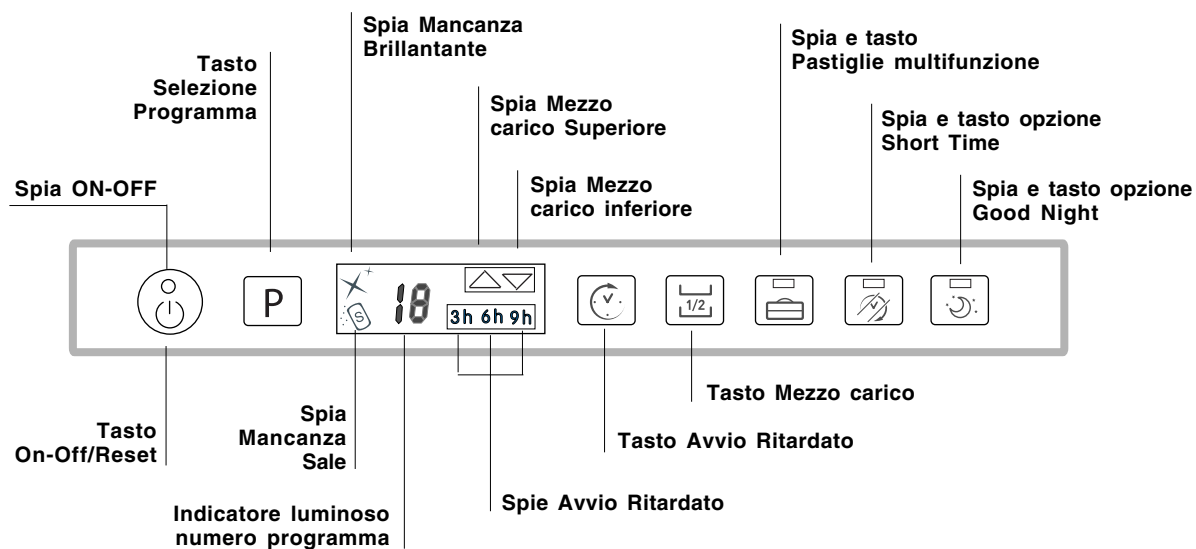 Spia Mancanza
Brillantante
Tasto
Selezione
Programma
Spia e tasto
Pastiglie multifunzione
Spia Mezzo
carico Superiore
Spia e tasto opzione
Short Time
Spia ON-OFF
Spia Mezzo
carico inferiore
Spia e tasto opzione
Good Night
P
18
S
3h 6h 9h
1/2
Tasto Mezzo carico
Tasto
On-Off/Reset
Spia
Mancanza
Sale
Tasto Avvio Ritardato
Spie Avvio Ritardato
Indicatore luminoso
numero programma